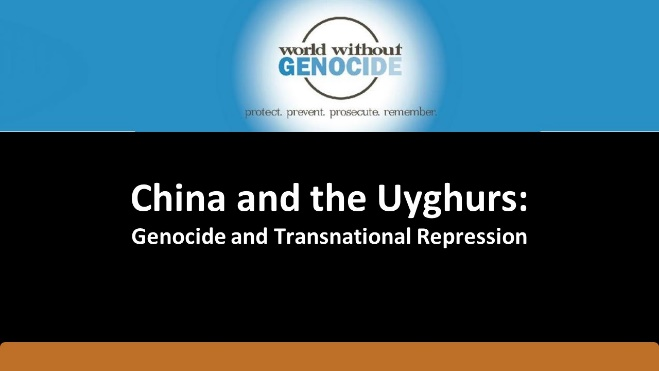 world without
GENOCIDE
protect. prevent. prosecute. remember.
China and the Uyghurs:
Genocide and Transnational Repression